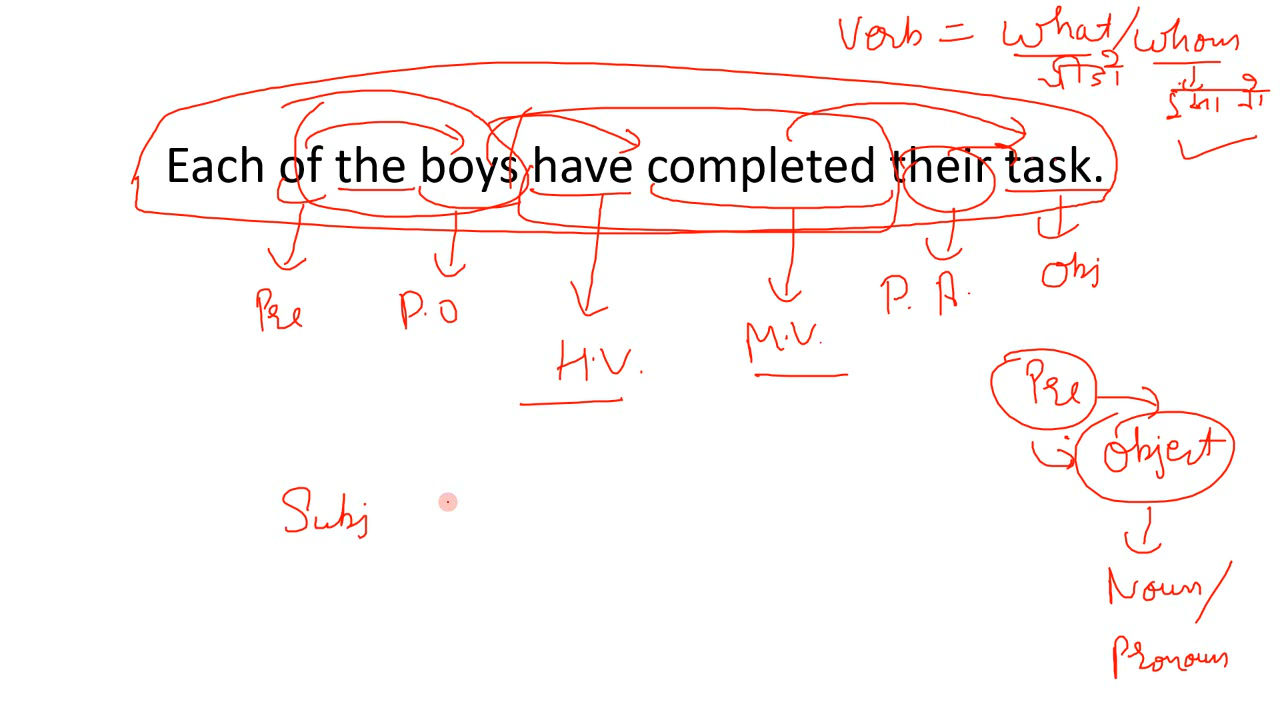 Verb = what/whom
Each of the boys have completed their task.
Pre
P.O
H.V.
M.V.
P. A.
Obj
Pre
Object
Noun/
Pronoun
Subj